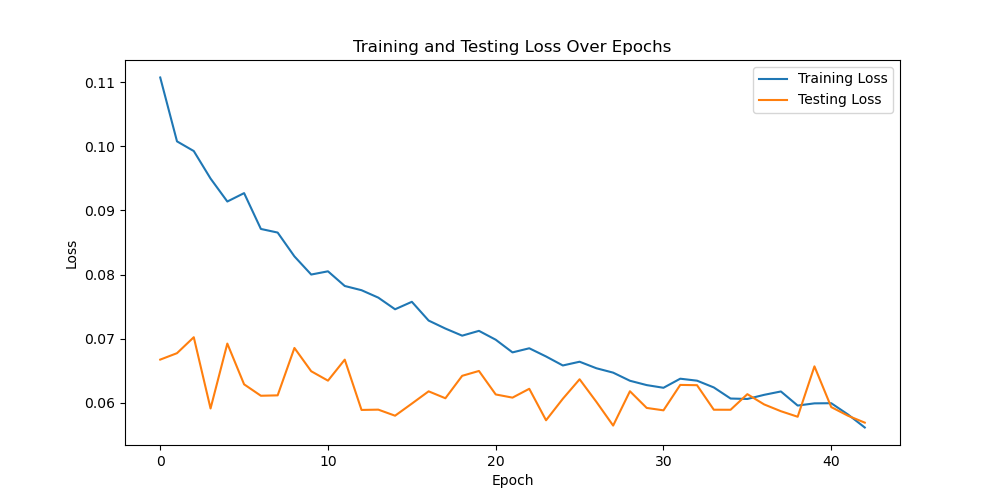 Training and Testing Loss Over Epochs
Training Loss
Testing Loss
0.11
0.10
0.09
0.08
0.07
0.06
Loss
0
10
20
30
40
Epoch